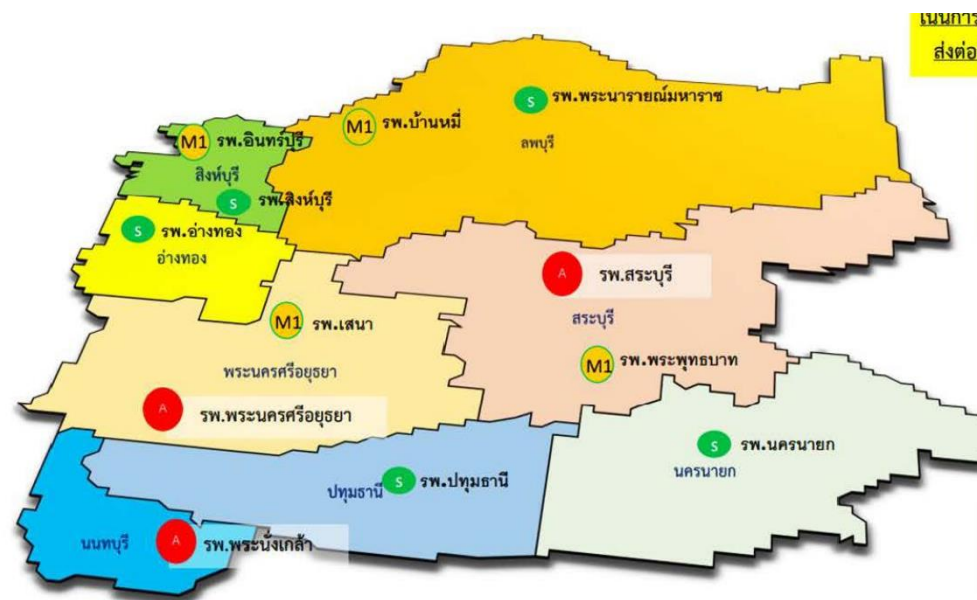 ส่งต่อ
S รพ.พระนารายณ์มหาราช
M1 รพ.บ้านหมี่
ลพบุรี
M1 รพ.อินทร์บุรี
สิงห์บุรี
S รพ.สิงห์บุรี
S รพ.อ่างทอง
อ่างทอง
A รพ.สระบุรี
สระบุรี
M1 รพ.เสนา
M1 รพ.พระพุทธบาท
พระนครศรีอยุธยา
A รพ.พระนครศรีอยุธยา
S รพ.นครนายก
นครนายก
S รพ.ปทุมธานี
ปทุมธานี
นนทบุรี
A รพ.พระนั่งเกล้า